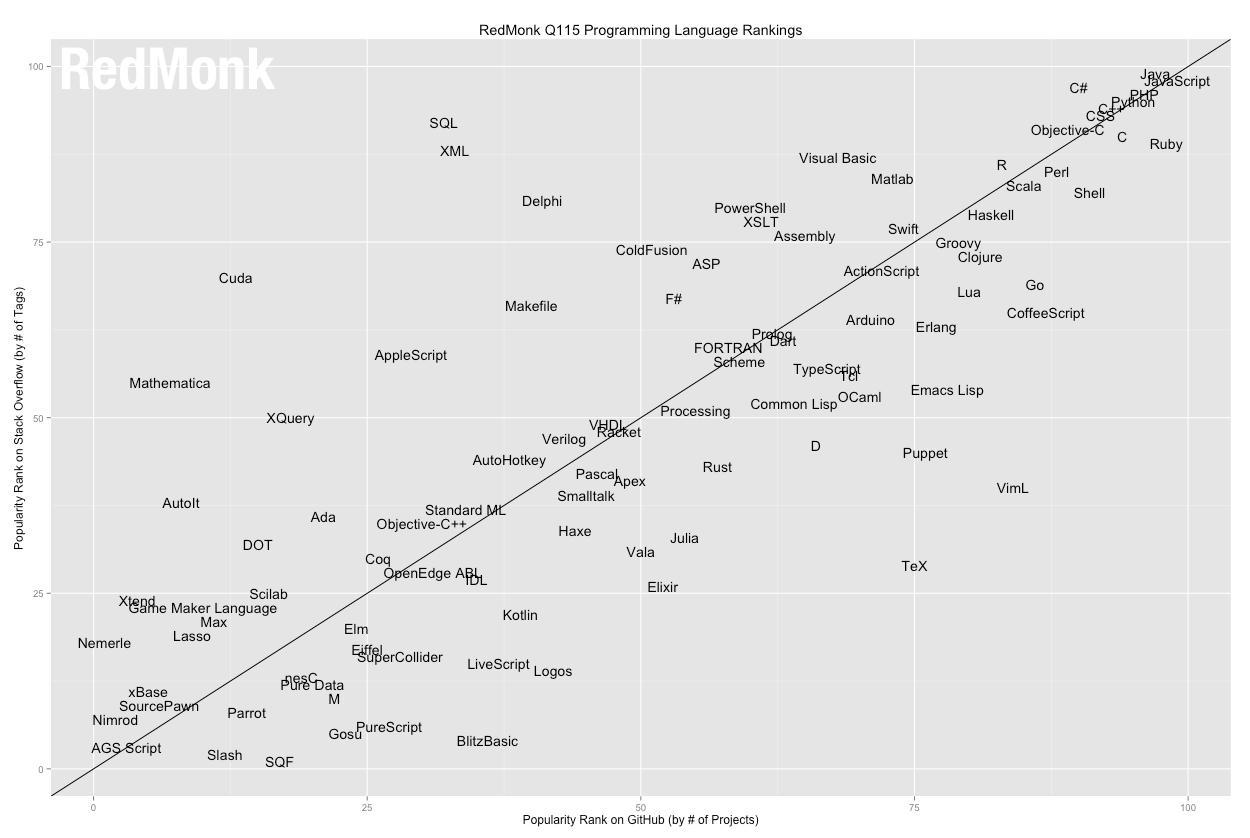 RedMonk Q115 Programming Language Rankings
RedMonk
100
75
50
25
0
Popularity Rank on Stack Overflow (by # of Tags)
Java
JavaScript
C#
PHP
Python
C++
CSS
SQL
Objective-C
C
Ruby
XML
Visual Basic
R
Perl
Matlab
Scala
Shell
Delphi
PowerShell
Haskell
XSLT
Swift
Assembly
Groovy
ColdFusion
Clojure
ASP
ActionScript
Cuda
Go
Lua
F#
Makefile
CoffeeScript
Arduino
Erlang
Prolog
Dart
FORTRAN
AppleScript
Scheme
TypeScript
Tcl
Mathematica
Emacs Lisp
OCaml
Common Lisp
Processing
XQuery
VHDL
Racket
Verilog
D
Puppet
AutoHotkey
Rust
Pascal
Apex
VimL
Smalltalk
AutoIt
Standard ML
Ada
Objective-C++
Haxe
Julia
DOT
Vala
Coq
TeX
OpenEdge ABL
IDL
Elixir
Scilab
Xtend
Game Maker Language
Kotlin
Max
Elm
Lasso
Nemerle
Eiffel
SuperCollider
LiveScript
Logos
nesC
Pure Data
xBase
M
SourcePawn
Parrot
Nimrod
PureScript
Gosu
BlitzBasic
AGS Script
Slash
SQF
0
25
50
75
100
Popularity Rank on GitHub (by # of Projects)